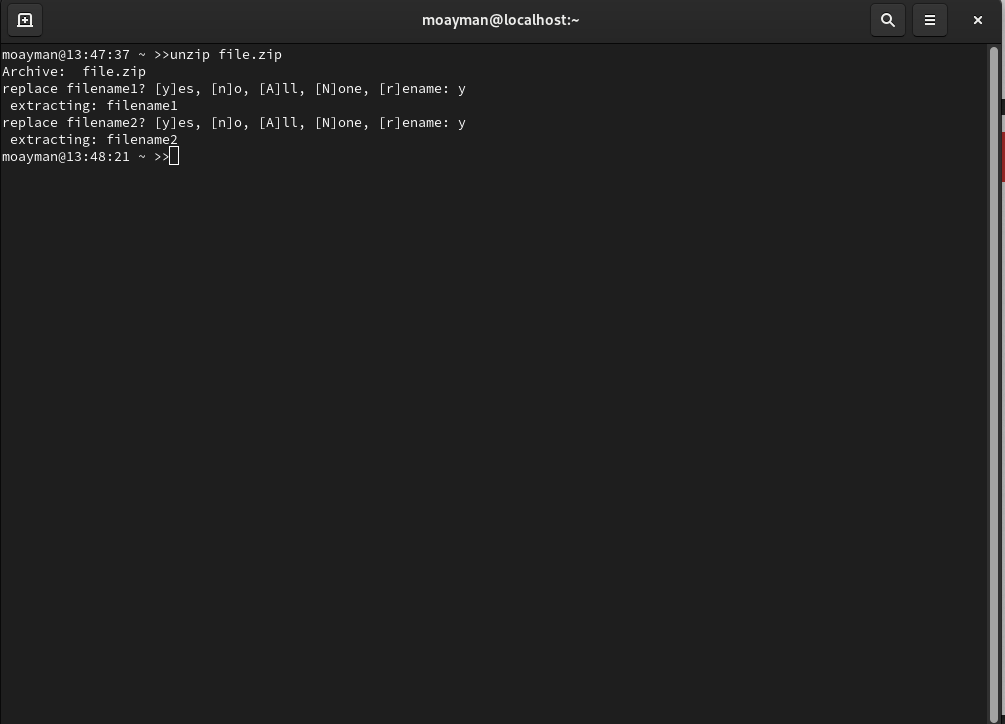 moayman@localhost:~
moayman@13:47:37 ~ >>unzip file.zip
Archive:  file.zip
replace filename1? [y]es, [n]o, [A]ll, [N]one, [r]ename: y
 extracting: filename1
replace filename2? [y]es, [n]o, [A]ll, [N]one, [r]ename: y
 extracting: filename2
moayman@13:48:21 ~ >>